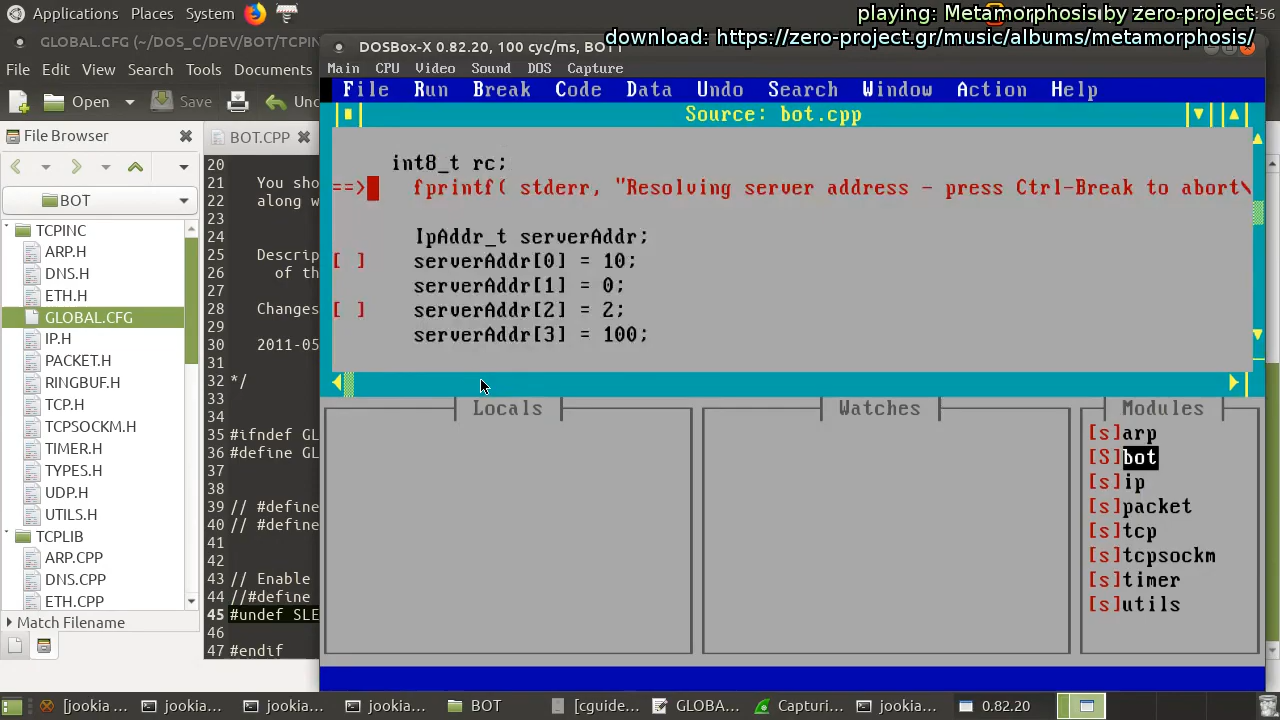 Applications Places System
:56
playing: Metamorphosis by zero-project
download: https://zero-project.gr/music/albums/metamorphosis/
GLOBAL.CFG (~/DOS_C/DEV/BOT/TCPIN
File Edit View Search Tools Documents
Open Save
File Browser
BOT
TCPINC
ARP.H
DNS.H
ETH.H
GLOBAL.CFG
IP.H
PACKET.H
RINGBUF.H
TCP.H
TCPSOCKM.H
TIMER.H
TYPES.H
UDP.H
UTILS.H
TCPLIB
ARP.CPP
DNS.CPP
ETH.CPP
Match Filename
BOT.CPP
20
21 You sho
22 along w
23
24
25 Descrip
26 of th
27
28 Changes
29
30 2011-05
31
32 */
33
34
35 #ifndef GL
36 #define GL
37
38
39 // #define
40 // #define
41
42
43 // Enable
44 //#define
45 #undef SLE
46
47 #endif
DOSBox-X 0.82.20, 100 cyc/ms, BOT
Main CPU Video Sound DOS Capture
File Run Break Code Data Undo Search Window Action Help
Source: bot.cpp
int8_t rc;
==> fprintf( stderr, "Resolving server address - press Ctrl-Break to abort\
IpAddr_t serverAddr;
[ ] serverAddr[0] = 10;
serverAddr[1] = 0;
[ ] serverAddr[2] = 2;
serverAddr[3] = 100;
Locals
Watches
Modules
[s]arp
[S]bot
[s]ip
[s]packet
[s]tcp
[s]tcpsockm
[s]timer
[s]utils
[jookia ... jookia... jookia... jookia... BOT [cguide... GLOBA... Capturi... jookia... 0.82.20